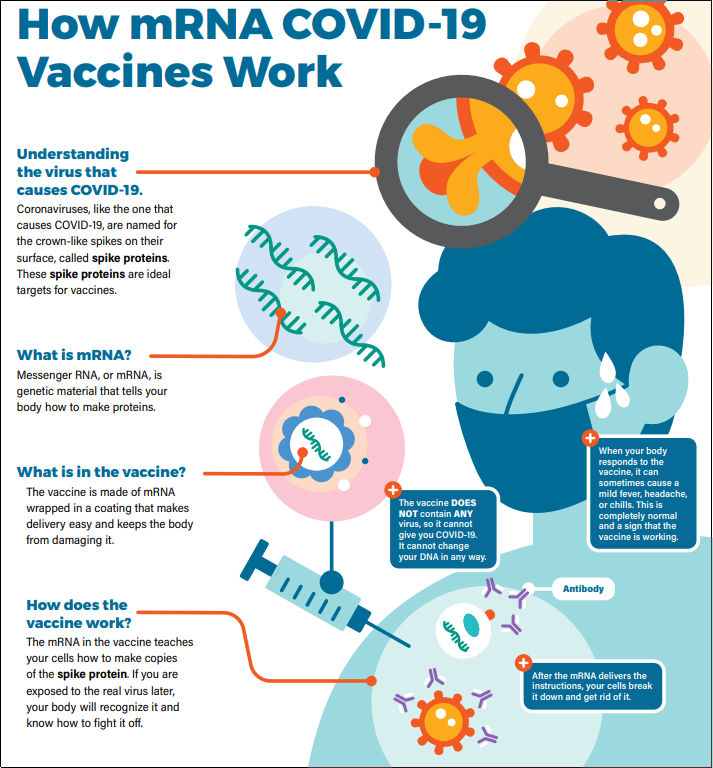 How mRNA COVID-19
Vaccines Work
Understanding
the virus that
causes COVID-19.
Coronaviruses, like the one that
causes COVID-19, are named for
the crown-like spikes on their
surface, called spike proteins.
These spike proteins are ideal
targets for vaccines.
What is mRNA?
Messenger RNA, or mRNA, is
genetic material that tells your
body how to make proteins.
What is in the vaccine?
The vaccine is made of mRNA
wrapped in a coating that makes
delivery easy and keeps the body
from damaging it.
The vaccine DOES
NOT contain ANY
virus, so it cannot
give you COVID-19.
It cannot change
your DNA in any way.
When your body
responds to the
vaccine, it can
sometimes cause a
mild fever, headache,
or chills. This is
completely normal
and a sign that the
vaccine is working.
How does the
vaccine work?
The mRNA in the vaccine teaches
your cells how to make copies
of the spike protein. If you are
exposed to the real virus later,
your body will recognize it and
know how to fight it off.
Antibody
After the mRNA delivers the
instructions, your cells break
it down and get rid of it.